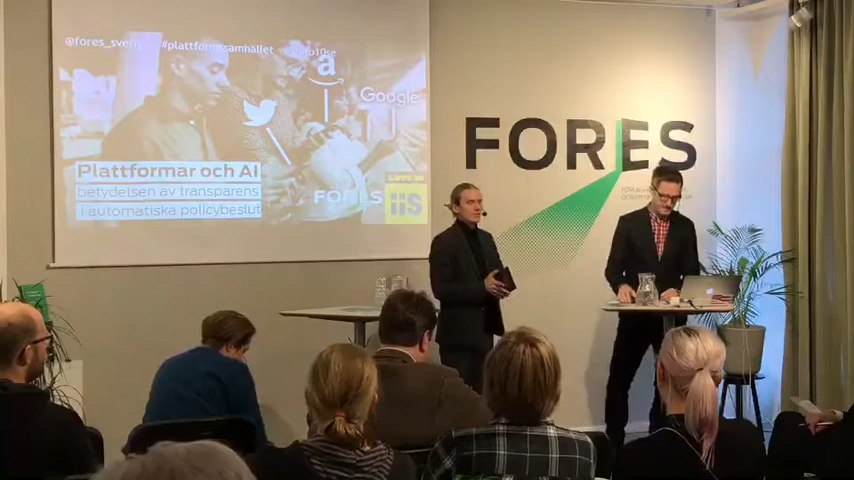 @fores_sverige #plattformssamhället
a
Google
Plattformar och AI
betydelsen av transparens
i automatiska policybeslut
FORES
iis
FORES